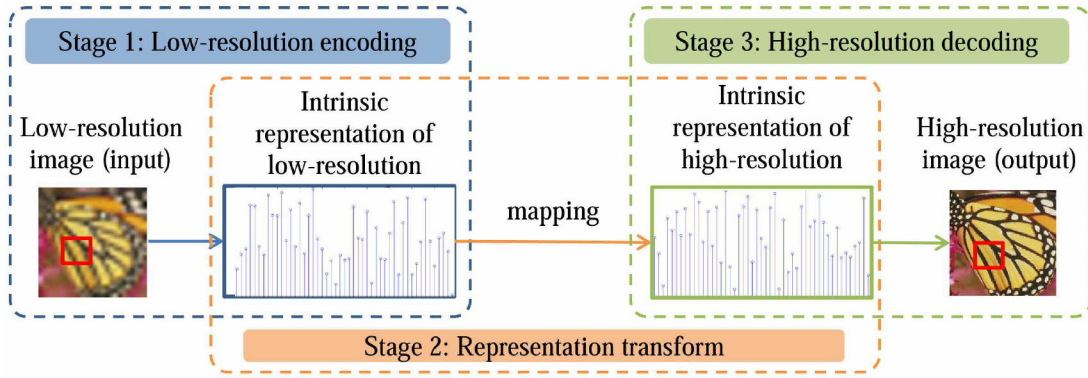 Stage 1: Low-resolution encoding
Stage 3: High-resolution decoding
Low-resolution
image (input)
Intrinsic
representation of
low-resolution
mapping
Intrinsic
representation of
high-resolution
High-resolution
image (output)
Stage 2: Representation transform